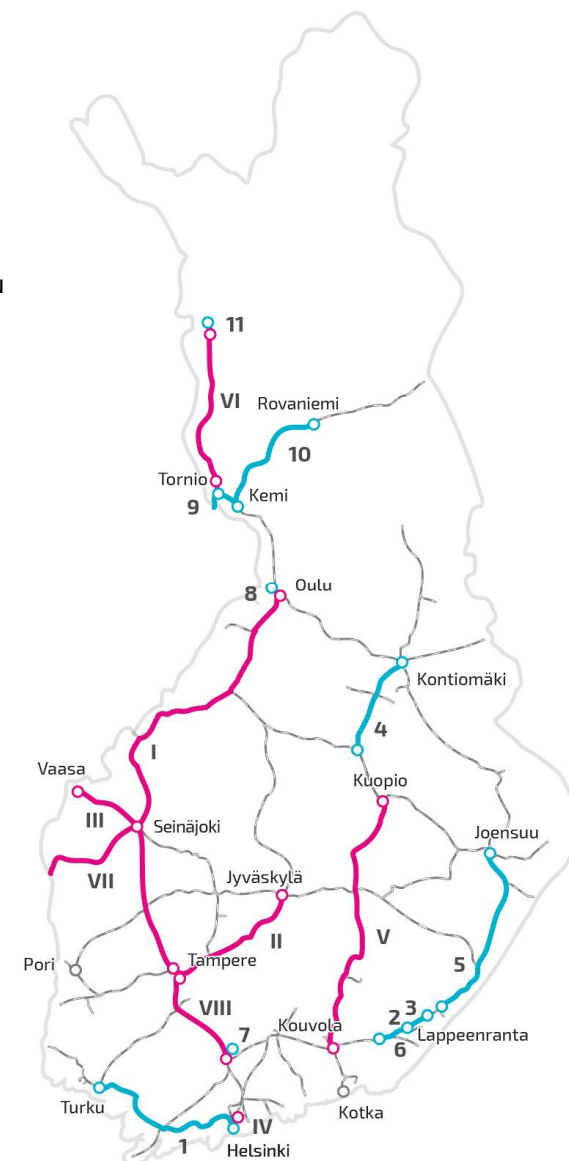 N
11
VI
Rovaniemi
10
Tornio
Kemi
9
8
Oulu
Kontiomäki
4
I
Vaasa
Kuopio
III
Seinäjoki
Joensuu
VII
Jyväskylä
II
V
Pori
Tampere
5
VIII
3
2
Kouvola
7
Lappeenranta
6
Turku
Kotka
IV
1
Helsinki